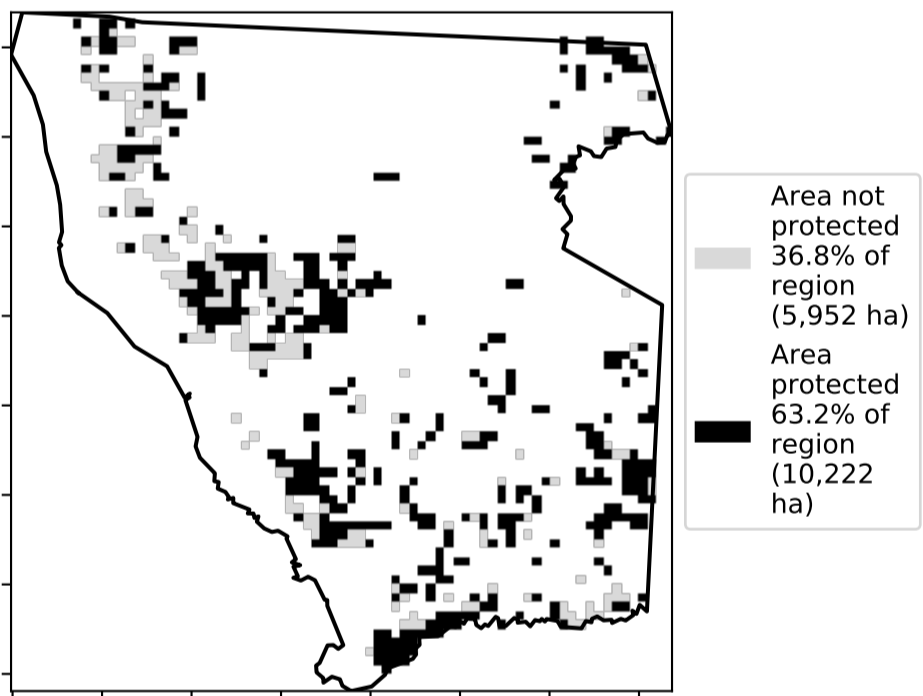 Area not
protected
36.8% of
region
(5,952 ha)
Area
protected
63.2% of
region
(10,222
ha)